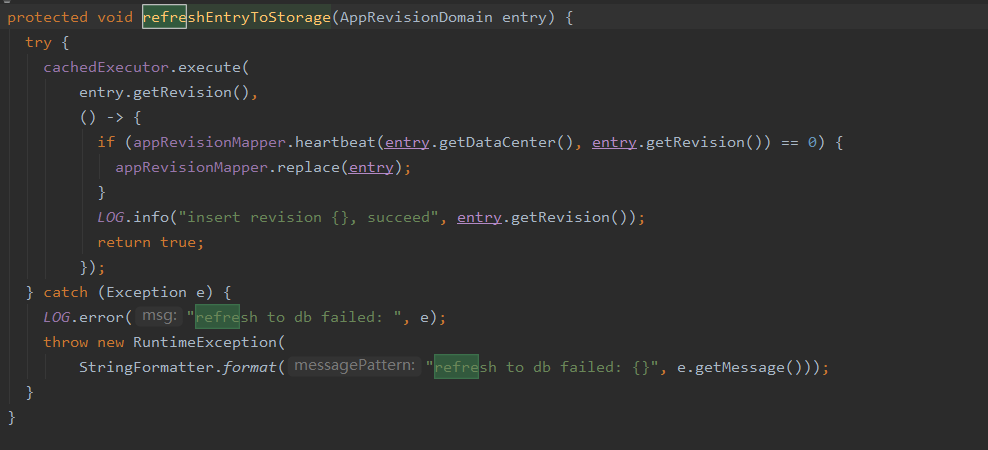 protected void refreshEntryToStorage(AppRevisionDomain entry) {
try {
cachedExecutor.execute(
entry.getRevision(),
() -> {
if (appRevisionMapper.heartbeat(entry.getDataCenter(), entry.getRevision()) == 0) {
appRevisionMapper.replace(entry);
}
LOG.info("insert revision {}, succeed", entry.getRevision());
return true;
});
} catch (Exception e) {
LOG.error( msg: "refresh to db failed: ", e);
throw new RuntimeException(
StringFormatter.format( messagePattern: "refresh to db failed: {}", e.getMessage()));
}
}